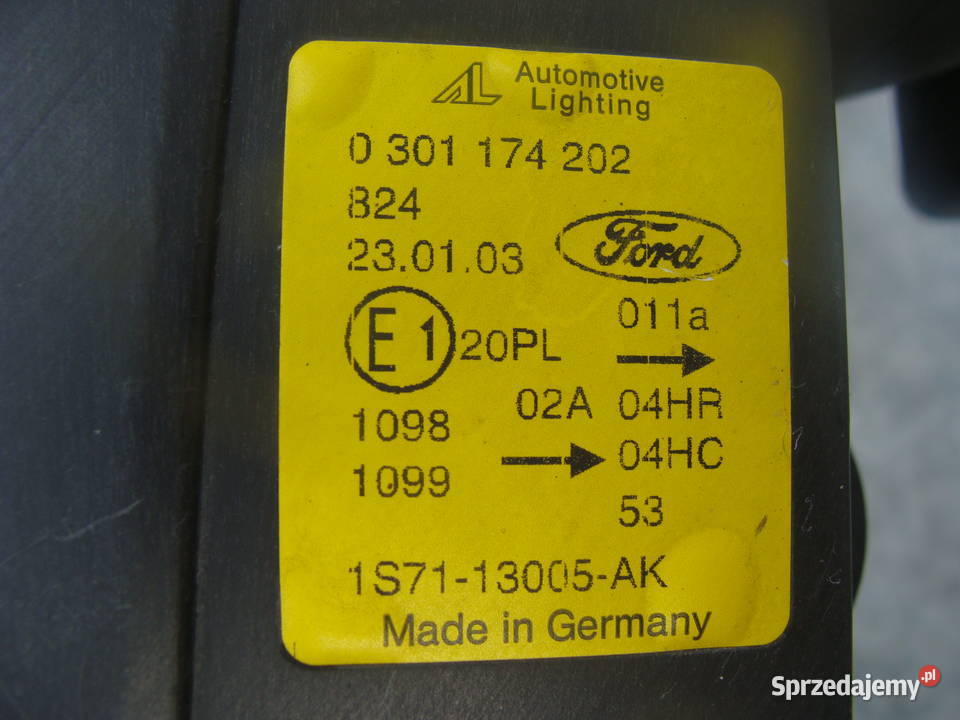 AL Automotive
Lighting
0 301 174 202
824
23.01.03
Ford
011a
E1 20PL
02A 04HR
1098
04HC
1099
53
1S71-13005-AK
Made in Germany
Sprzedajemy.pl